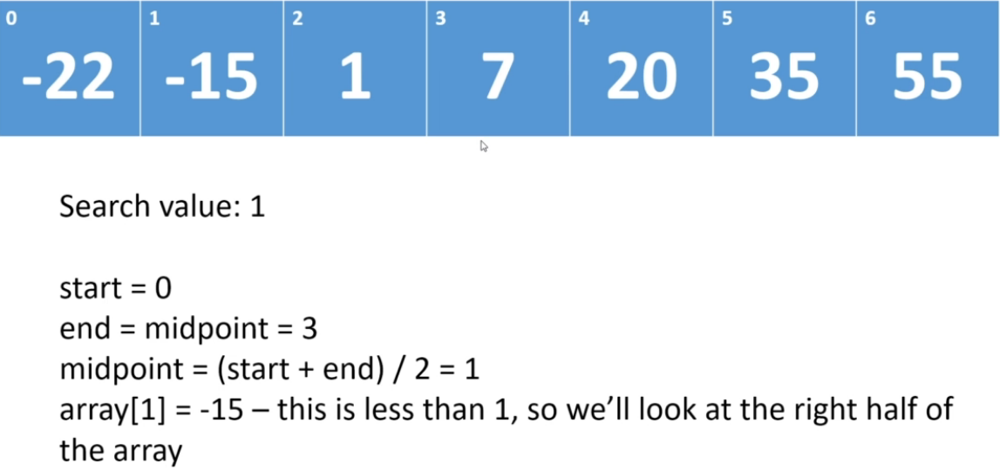 0 1 2 3 4 5 6
-22 -15 1 7 20 35 55
Search value: 1
start = 0
end = midpoint = 3
midpoint = (start + end) / 2 = 1
array[1] = -15 – this is less than 1, so we’ll look at the right half of
the array